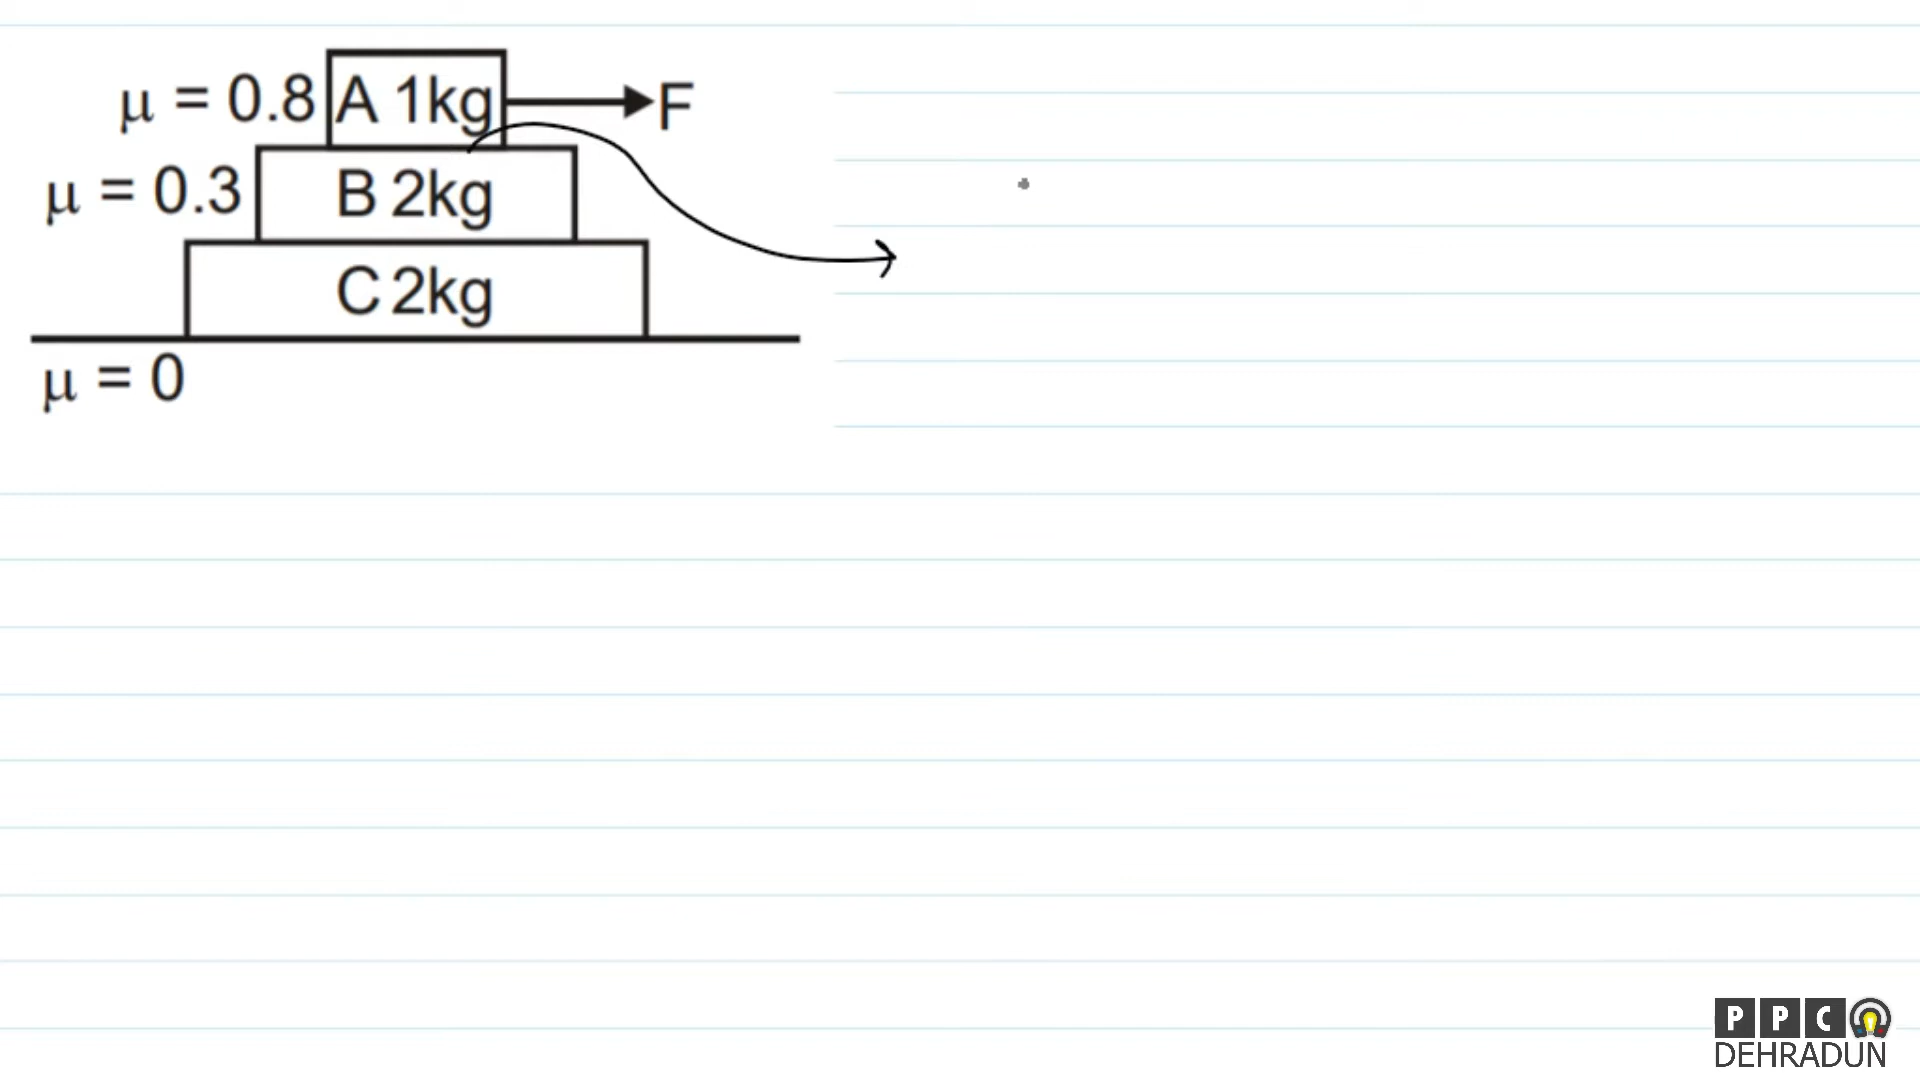 μ = 0.8 A 1kg F
μ = 0.3 B 2kg
C 2kg
μ = 0
P P C
DEHRADUN